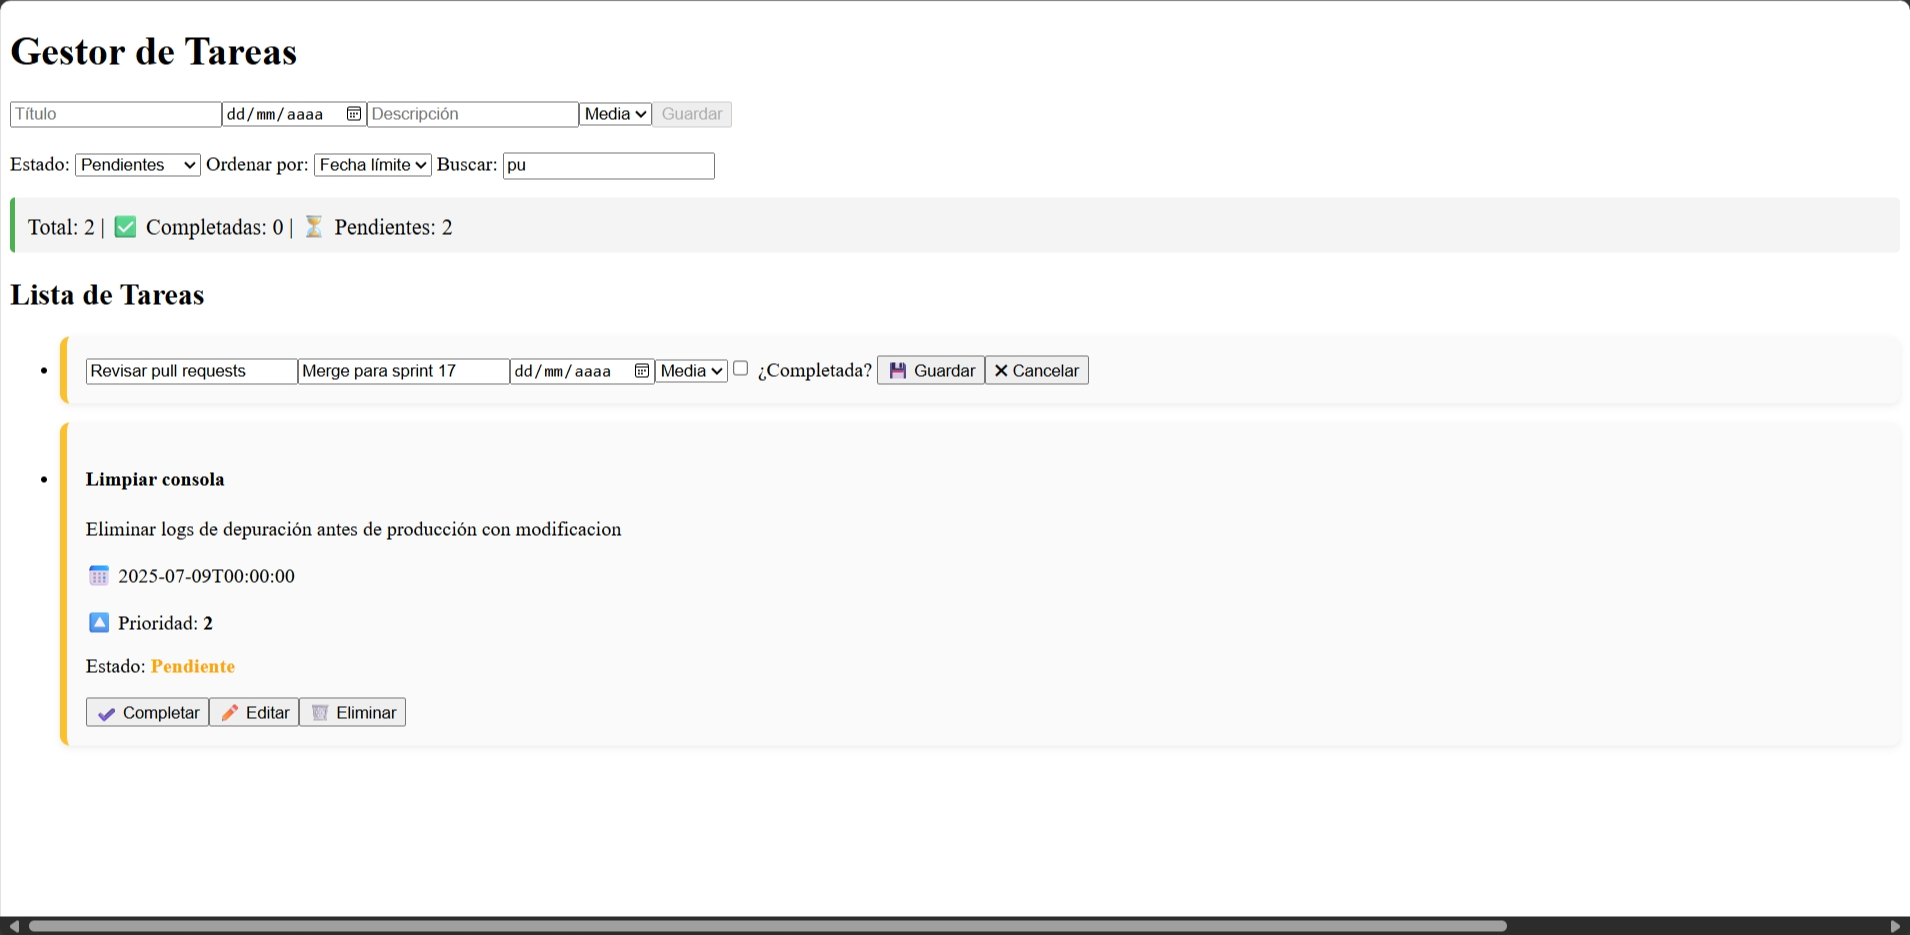 Gestor de Tareas
Título dd/mm/aaaa Descripción Media Guardar
Estado: Pendientes Ordenar por: Fecha límite Buscar: pu
Total: 2 | ✅ Completadas: 0 | ⏳ Pendientes: 2
Lista de Tareas
Revisar pull requests Merge para sprint 17 dd/mm/aaaa Media ¿Completada? 💾 Guardar ✕ Cancelar
Limpiar consola
Eliminar logs de depuración antes de producción con modificacion
2025-07-09T00:00:00
🔼 Prioridad: 2
Estado: Pendiente
✔ Completar ✏️ Editar 🗑️ Eliminar